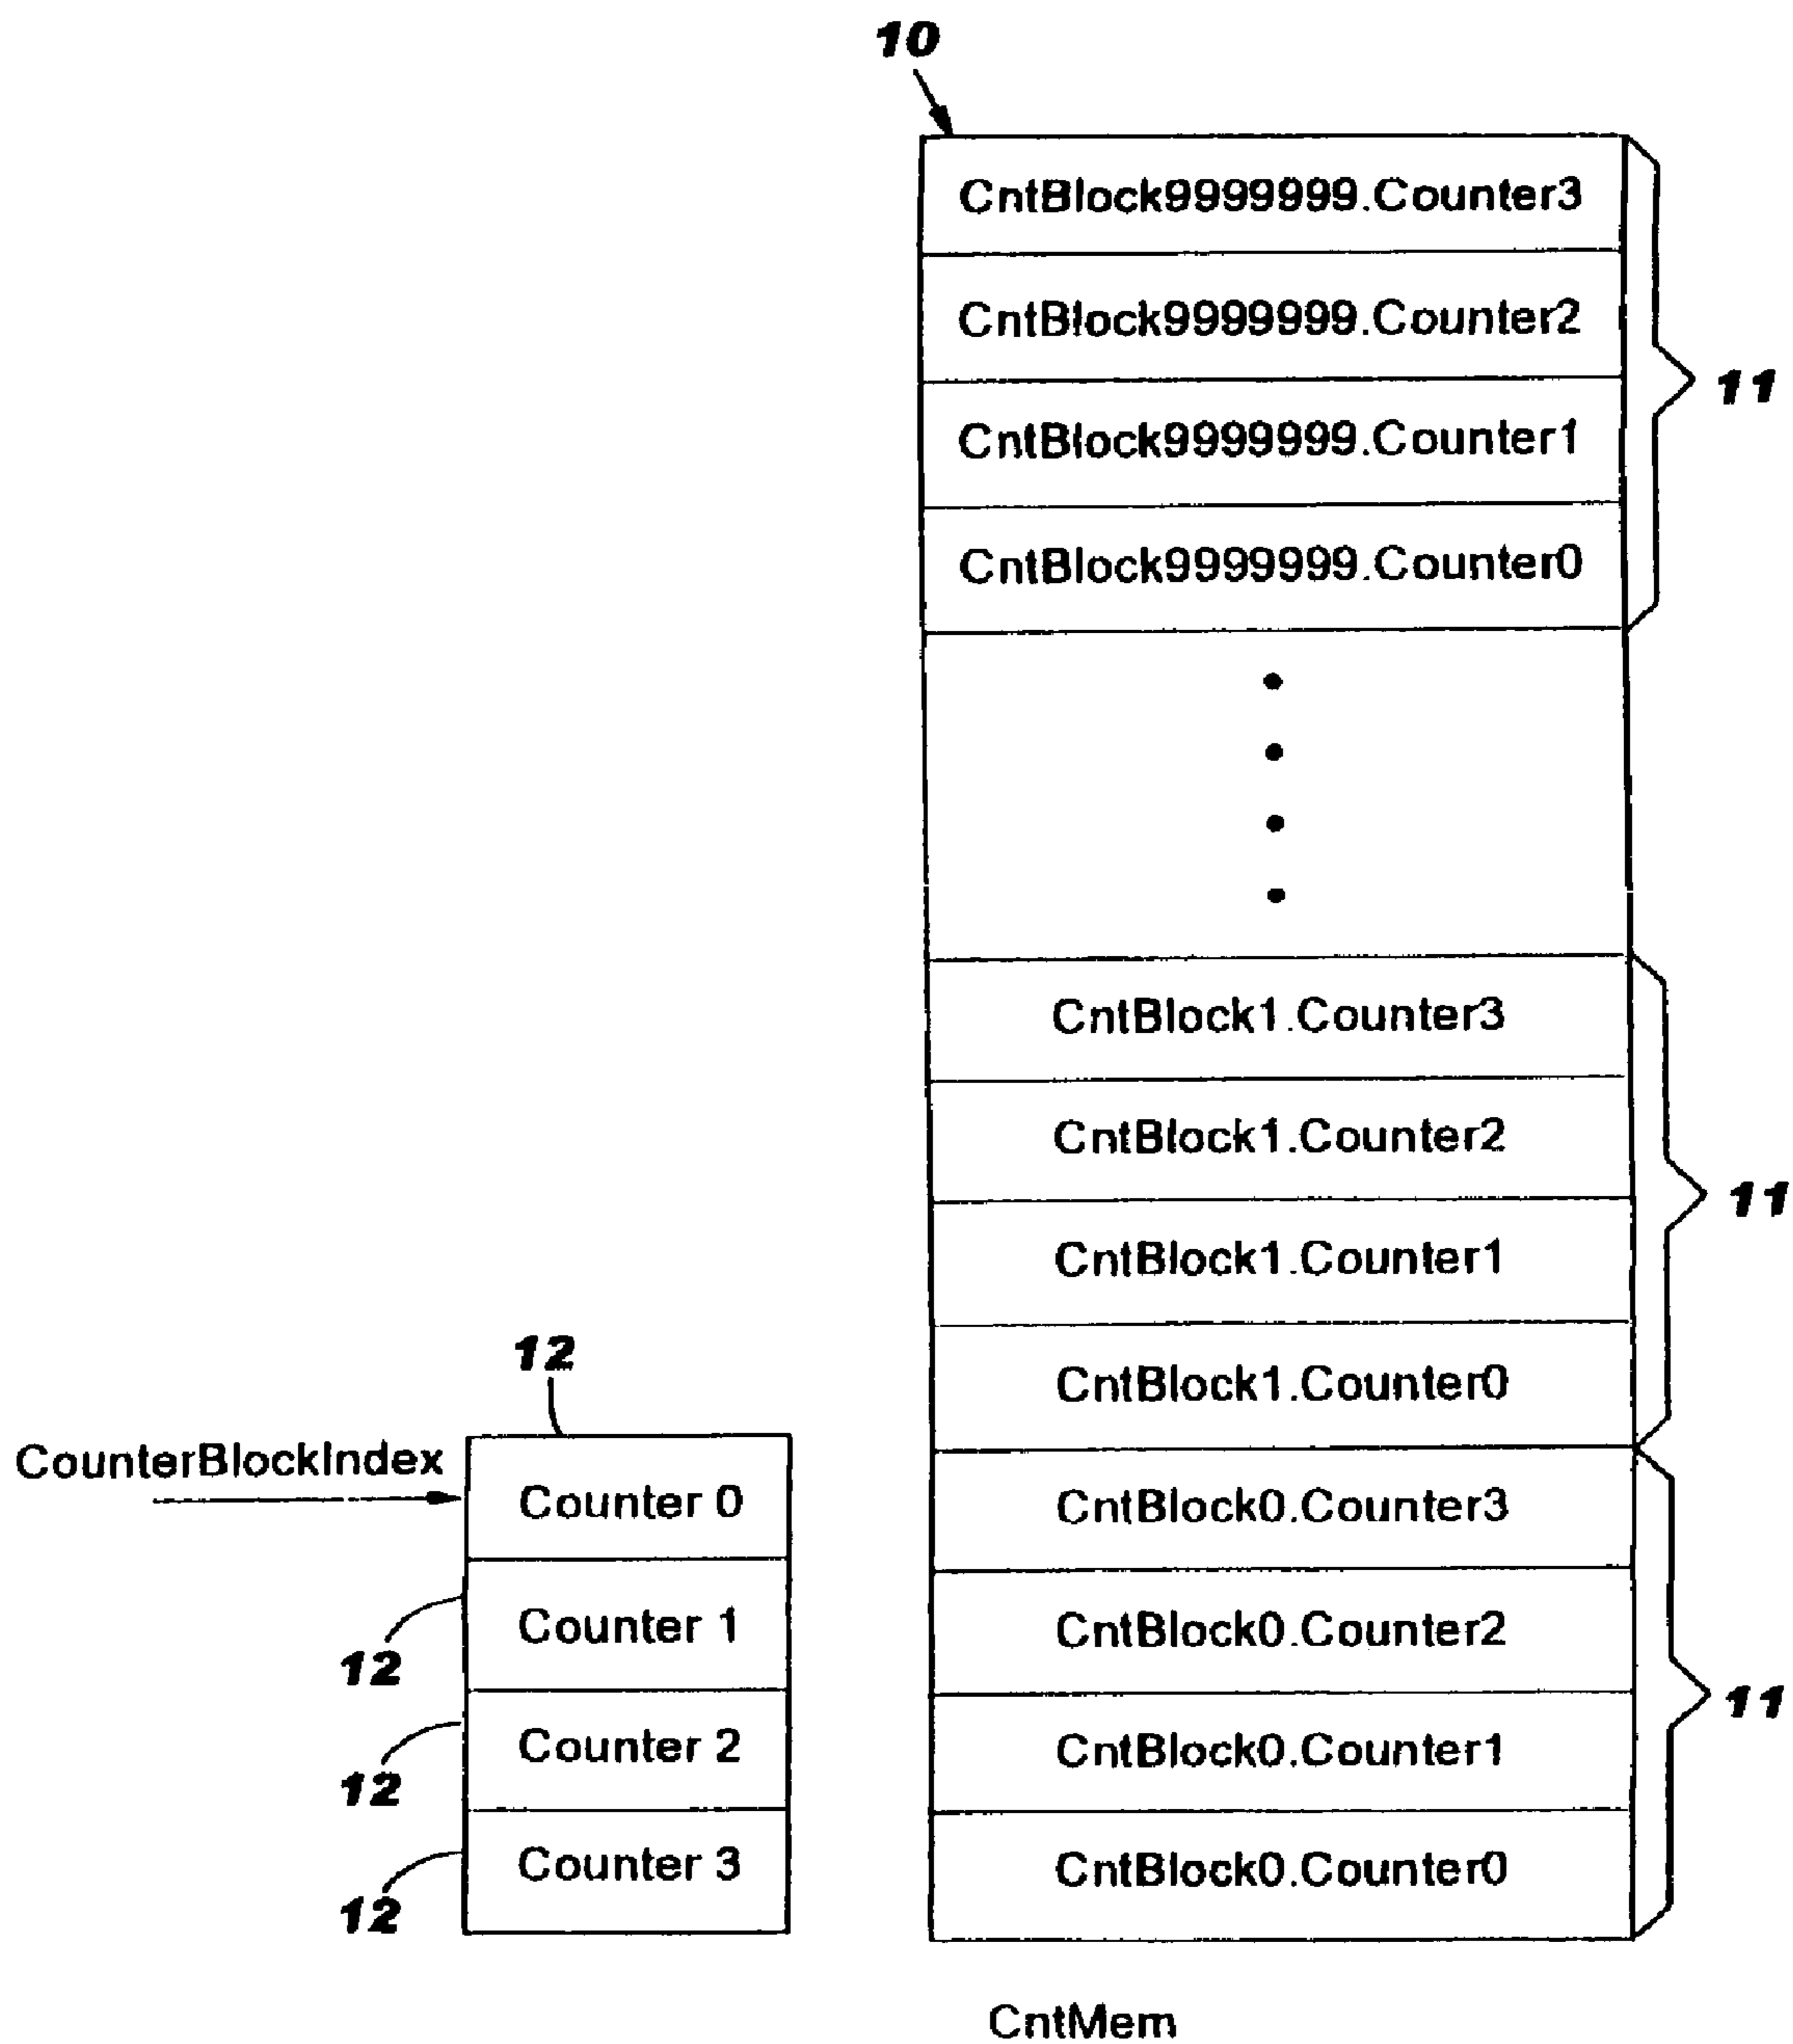 10
CntBlock9999999.Counter3
CntBlock9999999.Counter2
11
CntBlock9999999.Counter1
CntBlock9999999.Counter0
CntBlock1.Counter3
CntBlock1.Counter2
11
CntBlock1.Counter1
CntBlock1.Counter0
CntBlock0.Counter3
CntBlock0.Counter2
11
CntBlock0.Counter1
CntBlock0.Counter0
CntMem
12
CounterBlockIndex
Counter 0
Counter 1
12
Counter 2
12
Counter 3
12